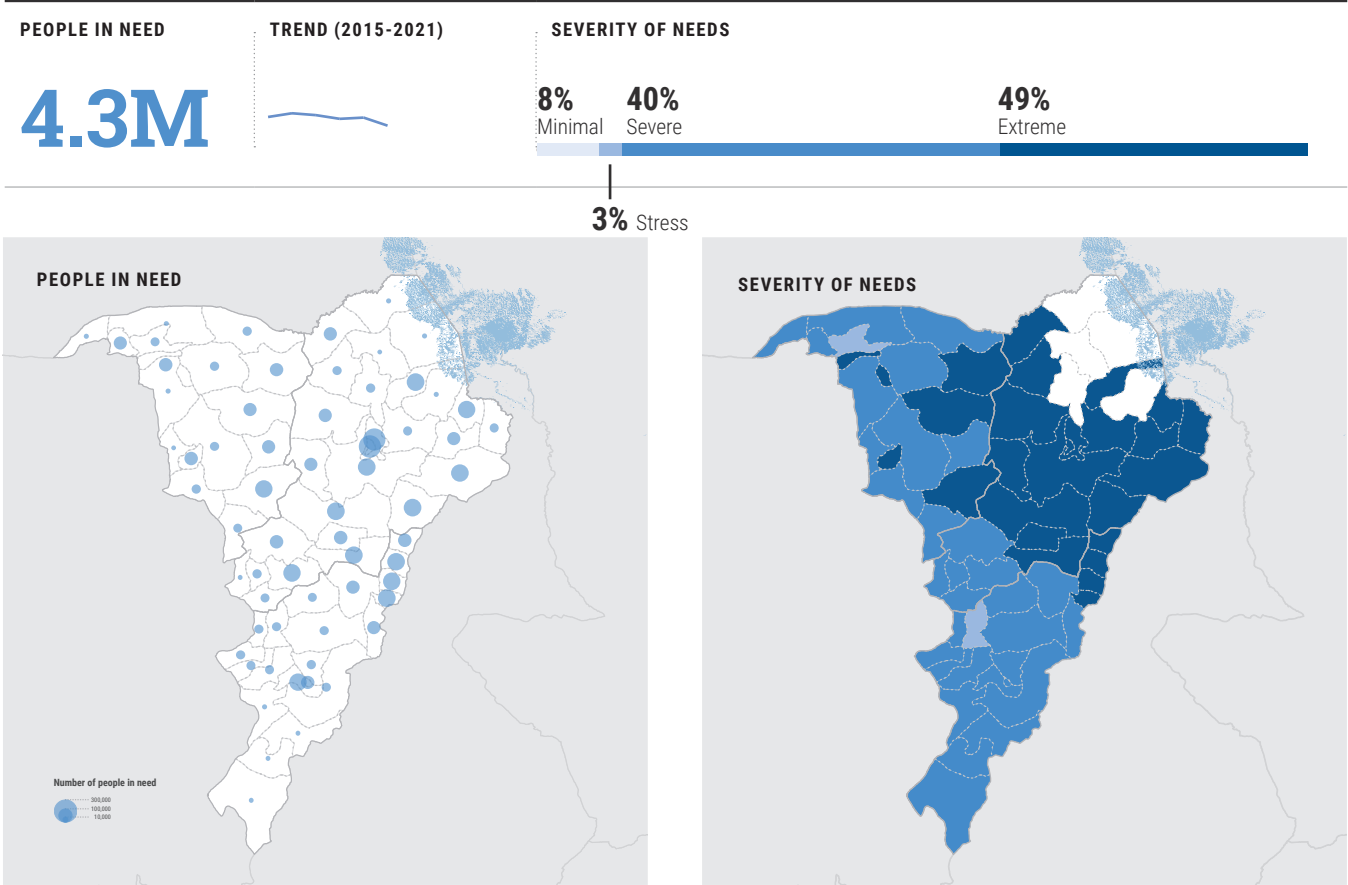 PEOPLE IN NEED
TREND (2015-2021)
SEVERITY OF NEEDS
4.3M
8%
Minimal
40%
Severe
49%
Extreme
3% Stress
PEOPLE IN NEED
SEVERITY OF NEEDS
Number of people in need
300,000
100,000
10,000